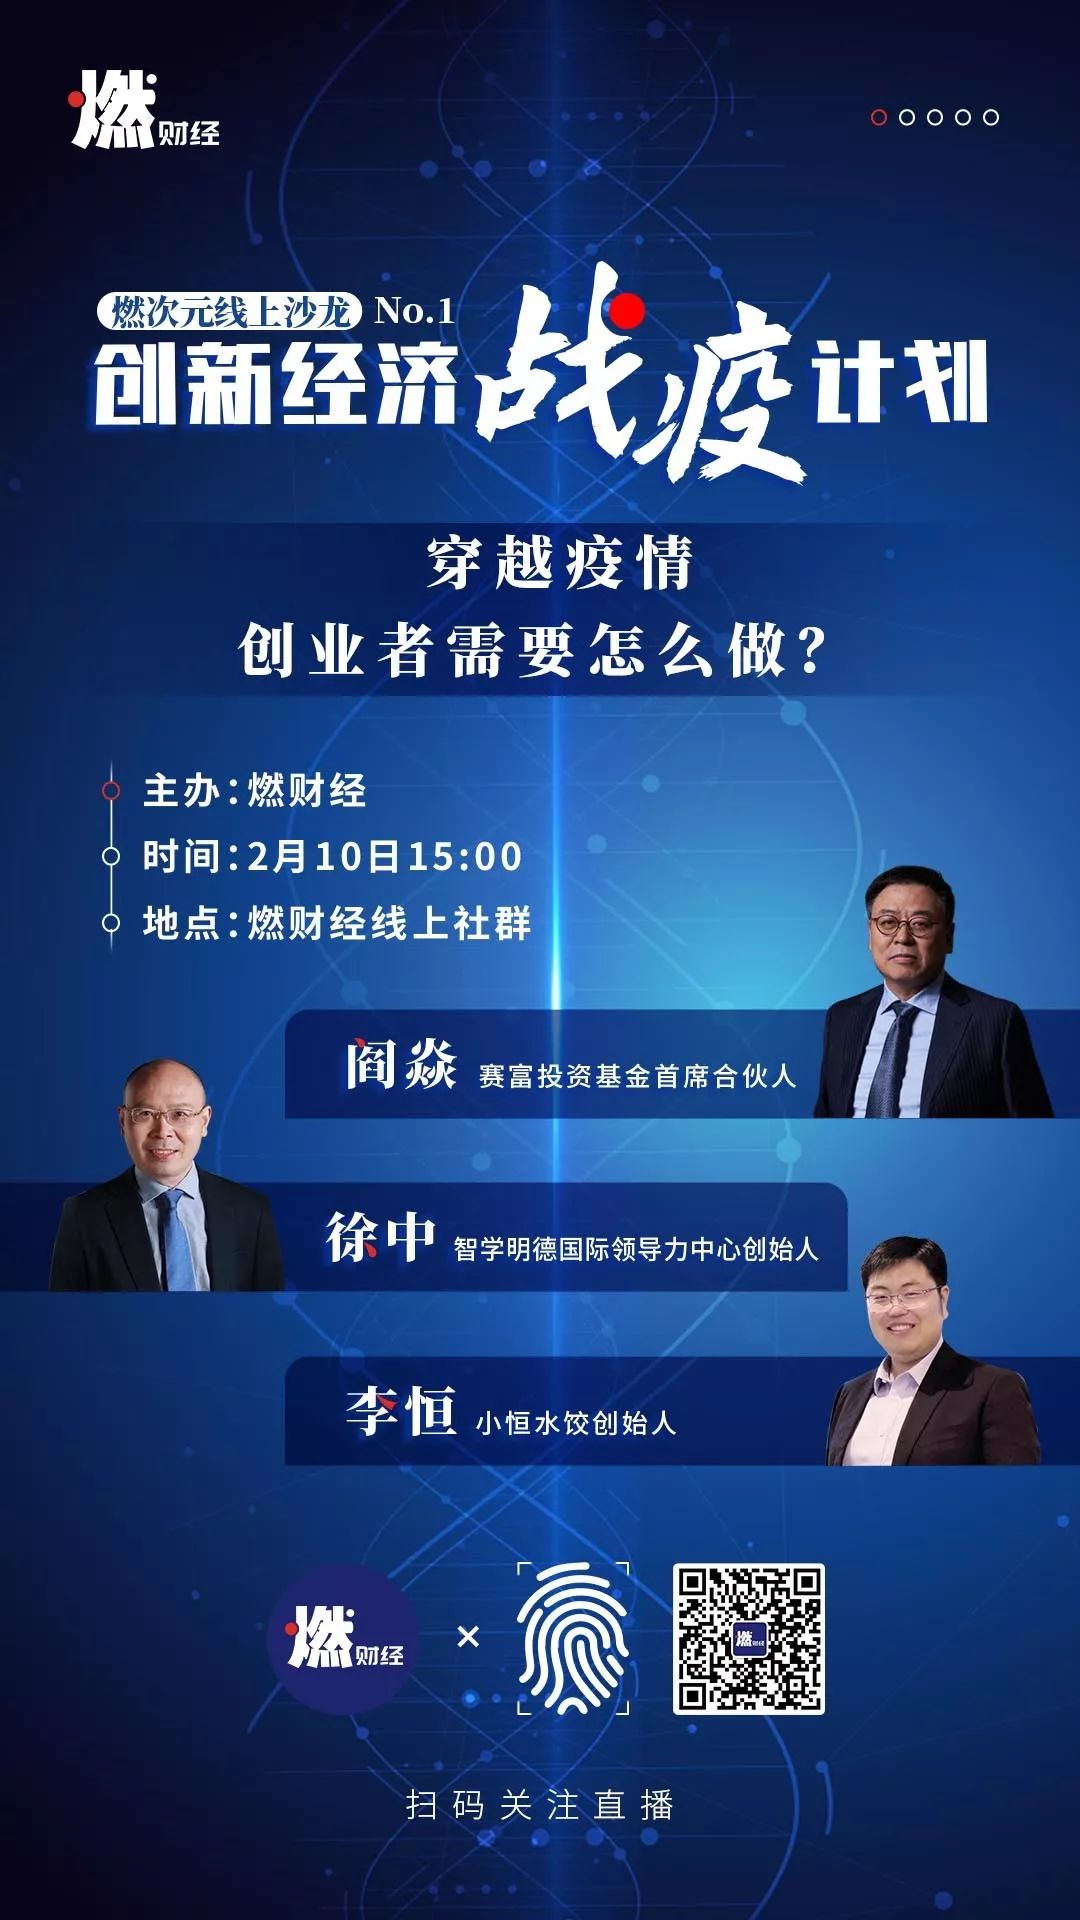 燃财经
燃次元线上沙龙 No.1
创新经济战疫计划
穿越疫情
创业者需要怎么做?
主办:燃财经
时间:2月10日15:00
地点:燃财经线上社群
阎焱 赛富投资基金首席合伙人
徐中 智学明德国际领导力中心创始人
李恒 小恒水饺创始人
燃财经 × 燃财经
扫码关注直播